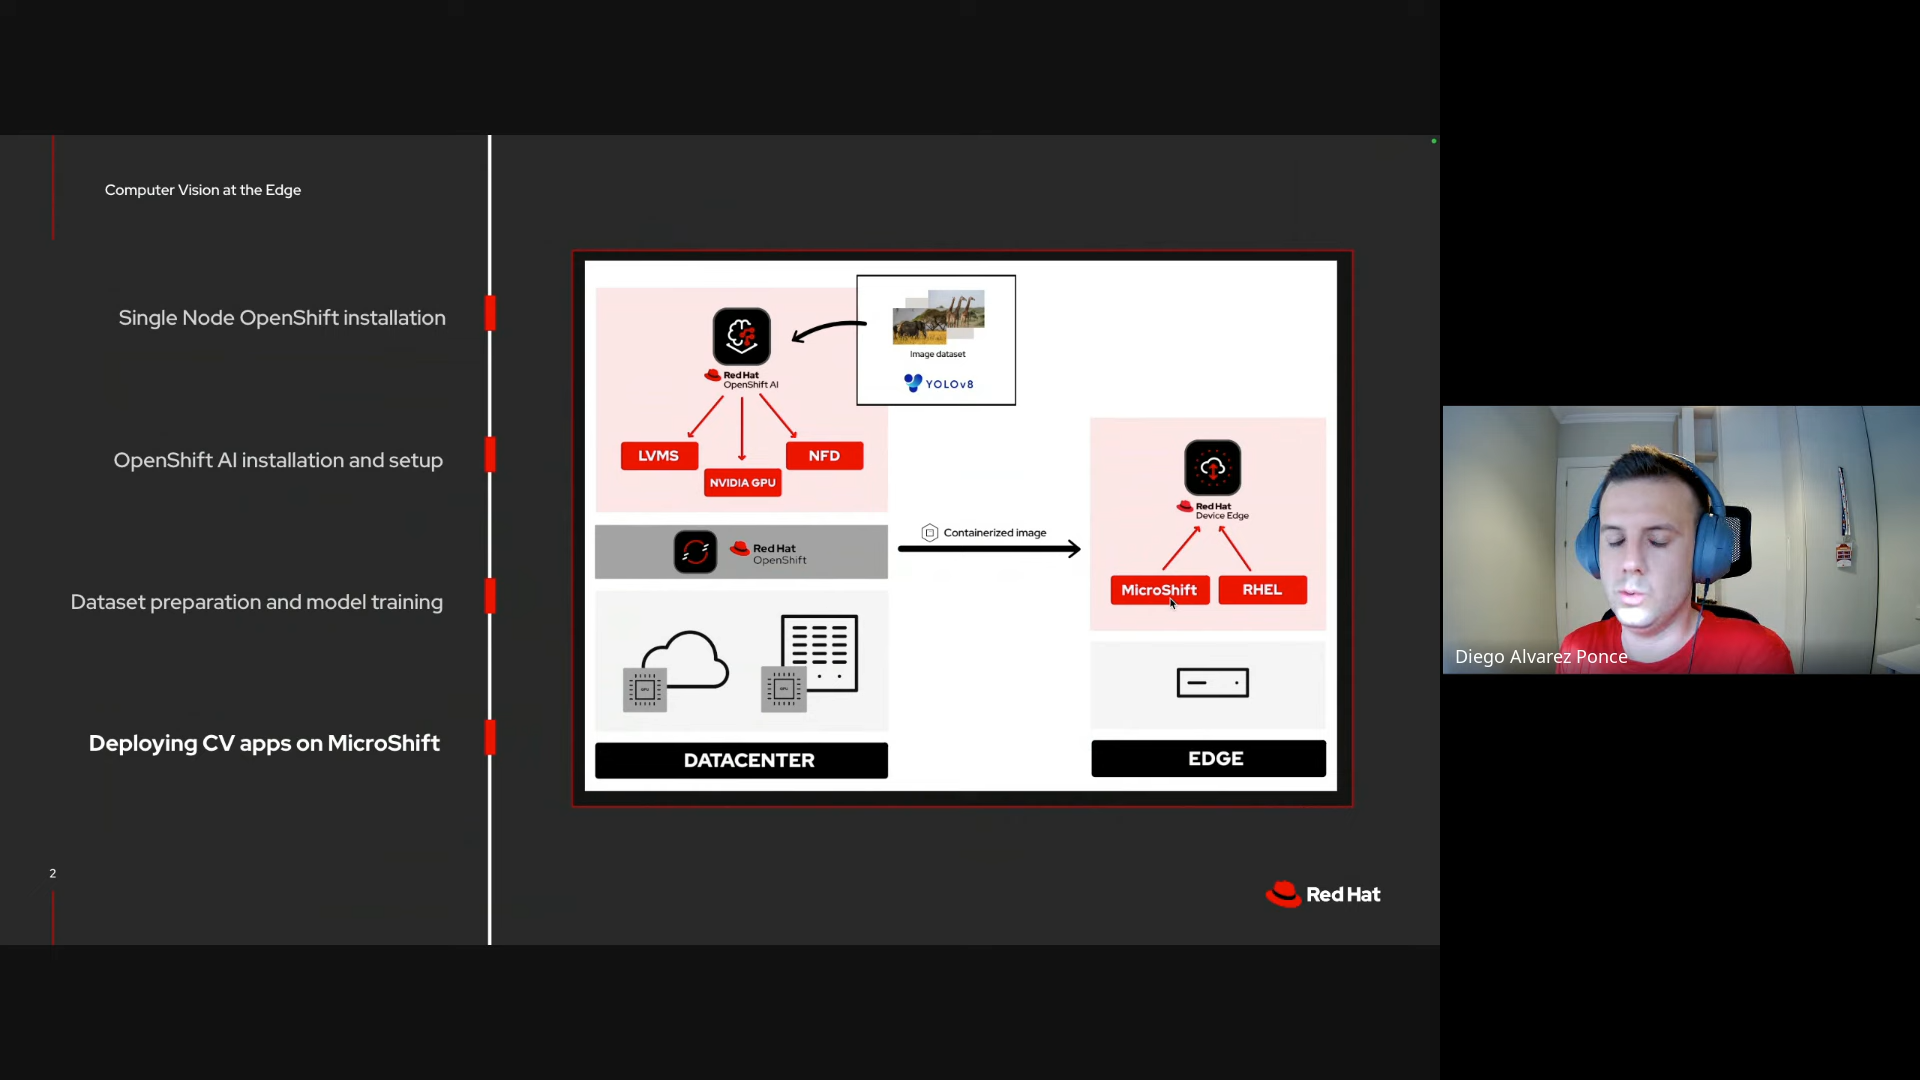 Computer Vision at the Edge
Single Node OpenShift installation
OpenShift AI installation and setup
Dataset preparation and model training
Deploying CV apps on MicroShift
2
Image dataset
YOLOv8
Red Hat
OpenShift AI
LVMS
NVIDIA GPU
NFD
Red Hat
OpenShift
GPU
GPU
DATACENTER
Containerized image
Red Hat
Device Edge
MicroShift
RHEL
EDGE
Red Hat
Diego Alvarez Ponce